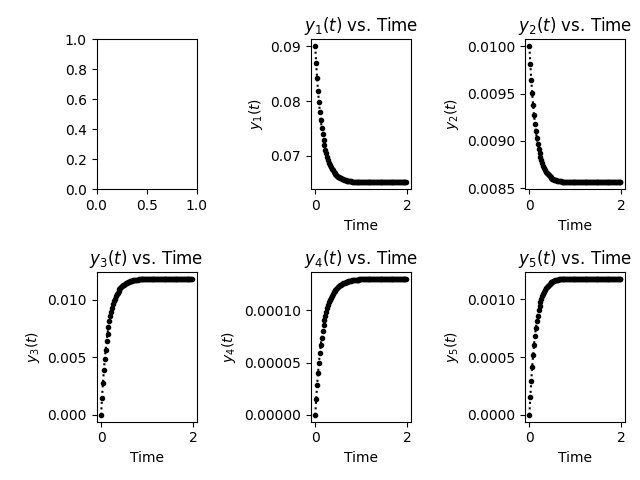 1.0
0.8
0.6
0.4
0.2
0.0
0.0 0.5 1.0
y₁(t) vs. Time
0.09
0.08
0.07
y₁(t)
0 2
Time
y₂(t) vs. Time
0.0100
0.0095
0.0090
0.0085
y₂(t)
0 2
Time
y₃(t) vs. Time
0.010
0.005
0.000
y₃(t)
0 2
Time
y₄(t) vs. Time
0.00010
0.00005
0.00000
y₄(t)
0 2
Time
y₅(t) vs. Time
0.0010
0.0005
0.0000
y₅(t)
0 2
Time